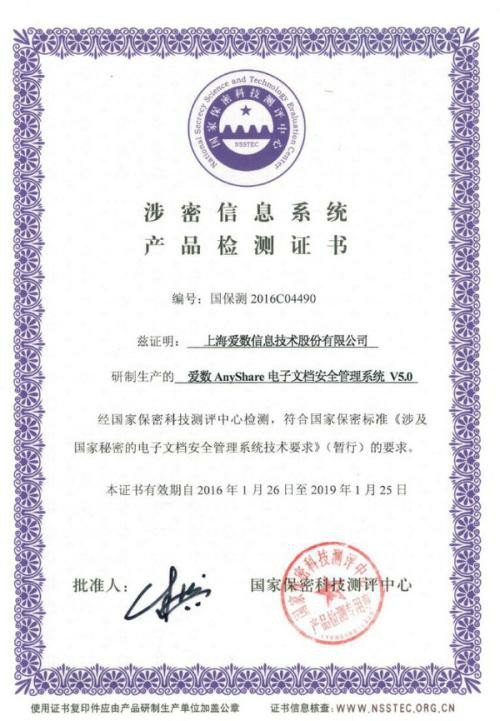 National Secrecy Science and Technology Evaluation Center
国家保密科技测评中心
NSSTEC
涉密信息系统
产品检测证书
编号：国保测 2016C04490
兹证明： 上海爱数信息技术股份有限公司
研制生产的 爱数 AnyShare 电子文档安全管理系统 V5.0
经国家保密科技测评中心检测，符合国家保密标准《涉及
国家秘密的电子文档安全管理系统技术要求》（暂行）的要求。
本证书有效期自 2016 年 1 月 26 日至 2019 年 1 月 25 日
批准人： 国家保密科技测评中心
国家保密科技测评中心
使用证书复印件应由产品研制生产单位加盖公章 证书信息核查：WWW.NSSTEC.ORG.CN